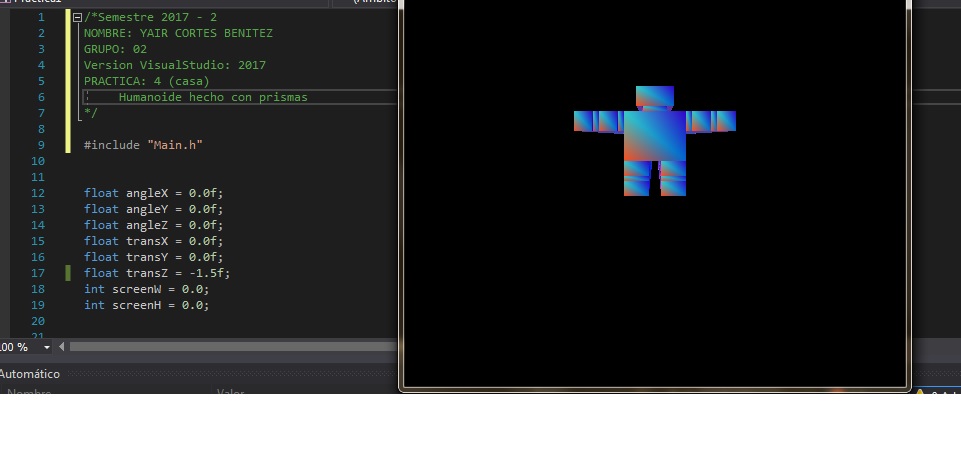 1 /*Semestre 2017 - 2
2 NOMBRE: YAIR CORTES BENITEZ
3 GRUPO: 02
4 Version VisualStudio: 2017
5 PRACTICA: 4 (casa)
6 Humanoide hecho con prismas
7 */
8
9 #include "Main.h"
10
11
12 float angleX = 0.0f;
13 float angleY = 0.0f;
14 float angleZ = 0.0f;
15 float transX = 0.0f;
16 float transY = 0.0f;
17 float transZ = -1.5f;
18 int screenW = 0.0;
19 int screenH = 0.0;
20
21
00 %
Automático
Nombre Valor